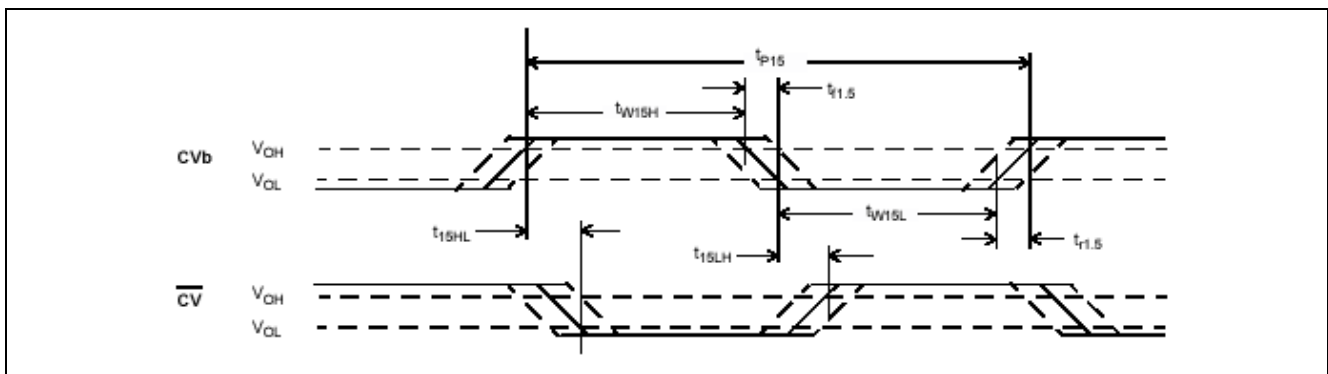 tP15
tf1.5
tW15H
CVb
VOH
VOL
tW15L
t15HL
t15LH
tr1.5
CV
VOH
VOL